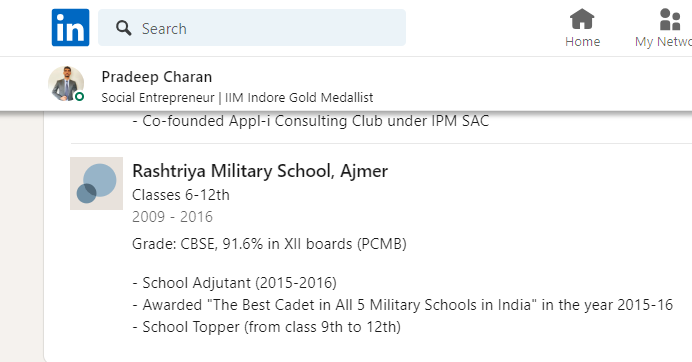 in
Search
Home
My Netwo
Pradeep Charan
Social Entrepreneur | IIM Indore Gold Medallist
- Co-founded Appl-i Consulting Club under IPM SAC
Rashtriya Military School, Ajmer
Classes 6-12th
2009 - 2016
Grade: CBSE, 91.6% in XII boards (PCMB)
- School Adjutant (2015-2016)
- Awarded "The Best Cadet in All 5 Military Schools in India" in the year 2015-16
- School Topper (from class 9th to 12th)